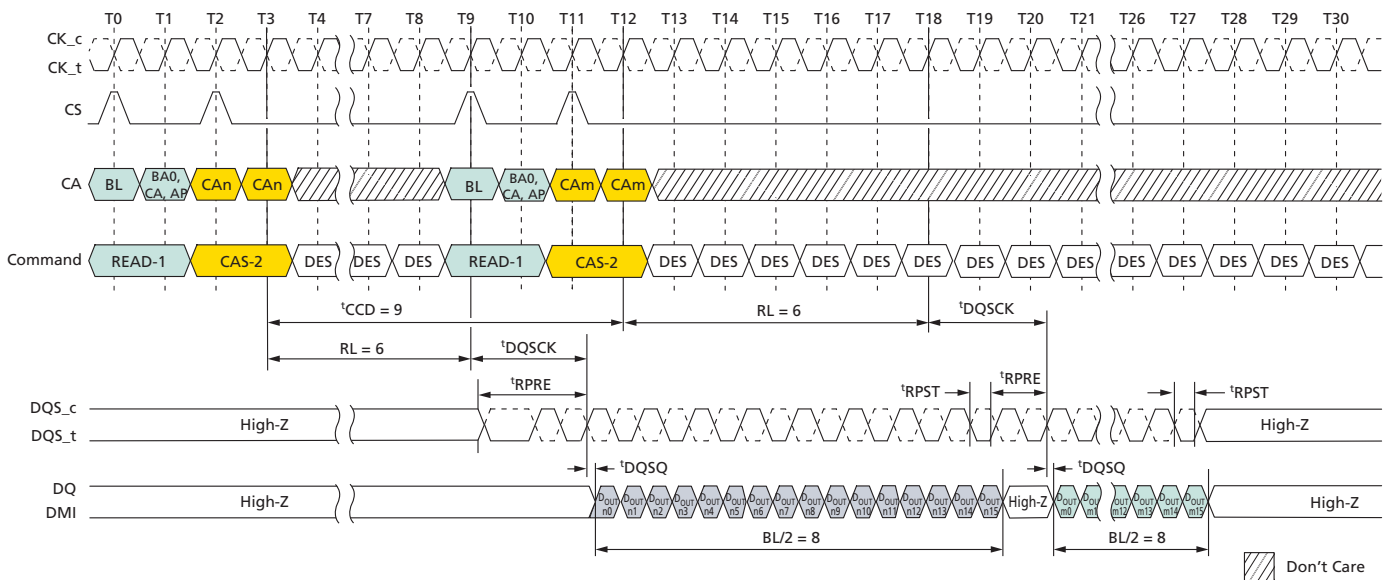 T0 T1 T2 T3 T4 T7 T8 T9 T10 T11 T12 T13 T14 T15 T16 T17 T18 T19 T20 T21 T26 T27 T28 T29 T30
CK_c
CK_t
CS
CA BL BA0, CA, AP CAn CAn BL BA0, CA, AP CAm CAm
Command READ-1 CAS-2 DES DES DES READ-1 CAS-2 DES DES DES DES DES DES DES DES DES DES DES DES DES DES
tCCD = 9 RL = 6 tDQSCK
RL = 6 tDQSCK
tRPRE tRPST tRPRE tRPST
DQS_c
DQS_t
High-Z High-Z
tDQSQ tDQSQ
DQ
DMI
High-Z DOUT n0 DOUT n1 DOUT n2 DOUT n3 DOUT n4 DOUT n5 DOUT n6 DOUT n7 DOUT n8 DOUT n9 DOUT n10 DOUT n11 DOUT n12 DOUT n13 DOUT n14 DOUT n15 High-Z DOUT m0 DOUT m1 DOUT m12 DOUT m13 DOUT m14 DOUT m15 High-Z
BL/2 = 8 BL/2 = 8
Don't Care